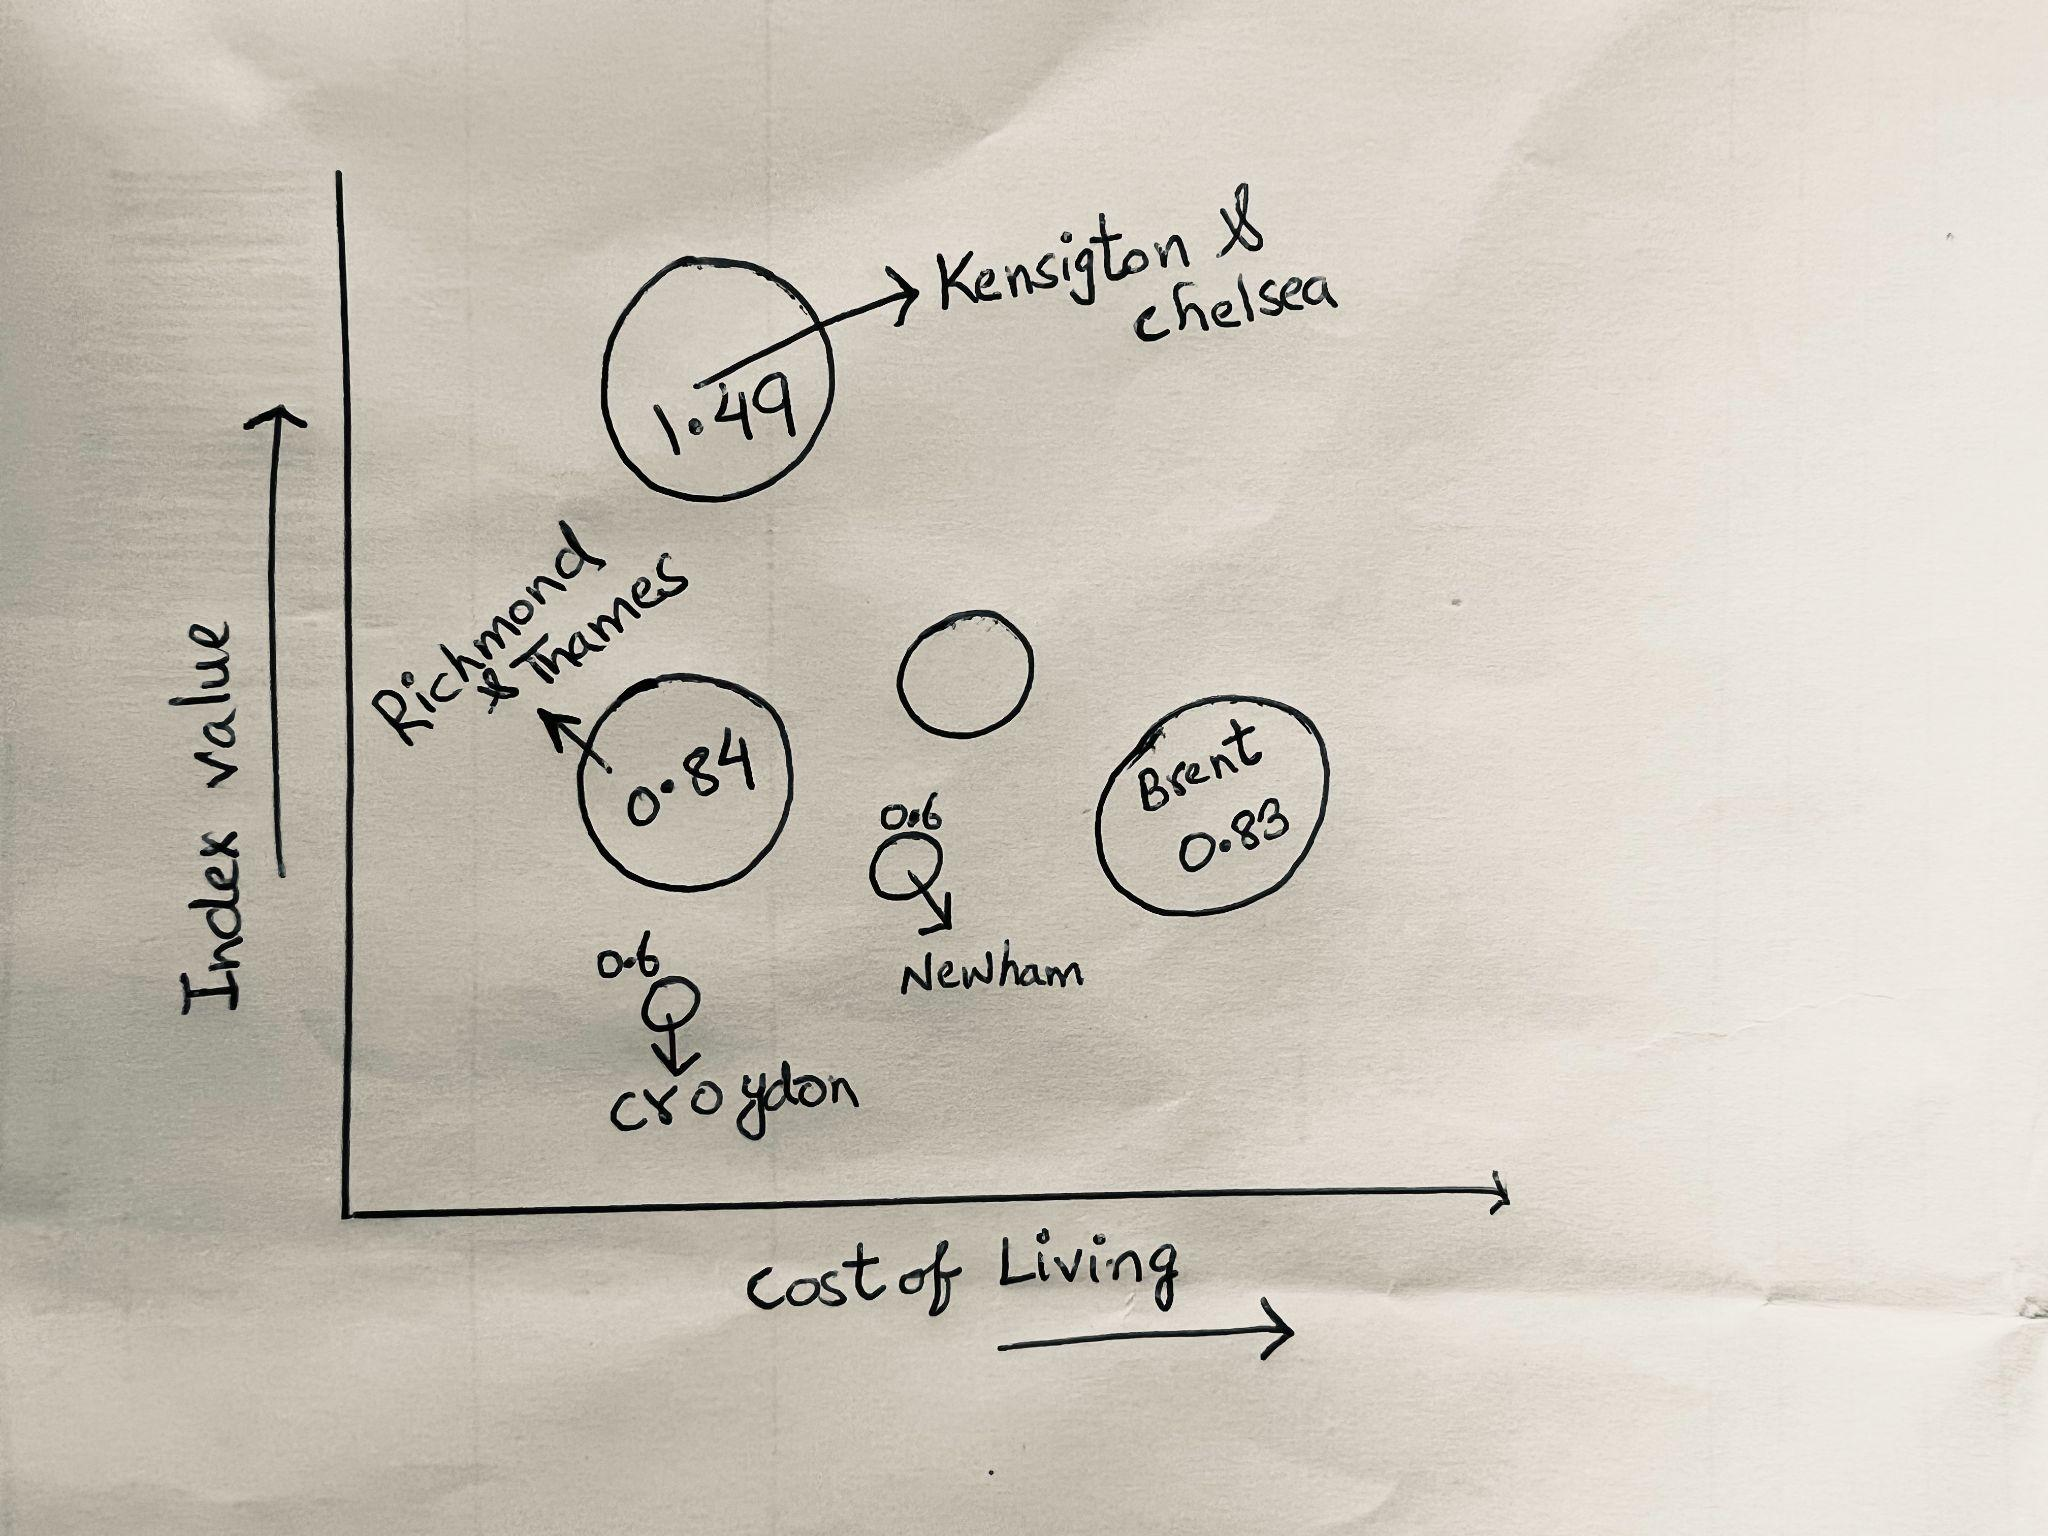 Kensigton &
chelsea
1.49
Richmond
& Thames
0.84
Brent
0.83
0.6
Newham
0.6
croydon
Index value
cost of Living